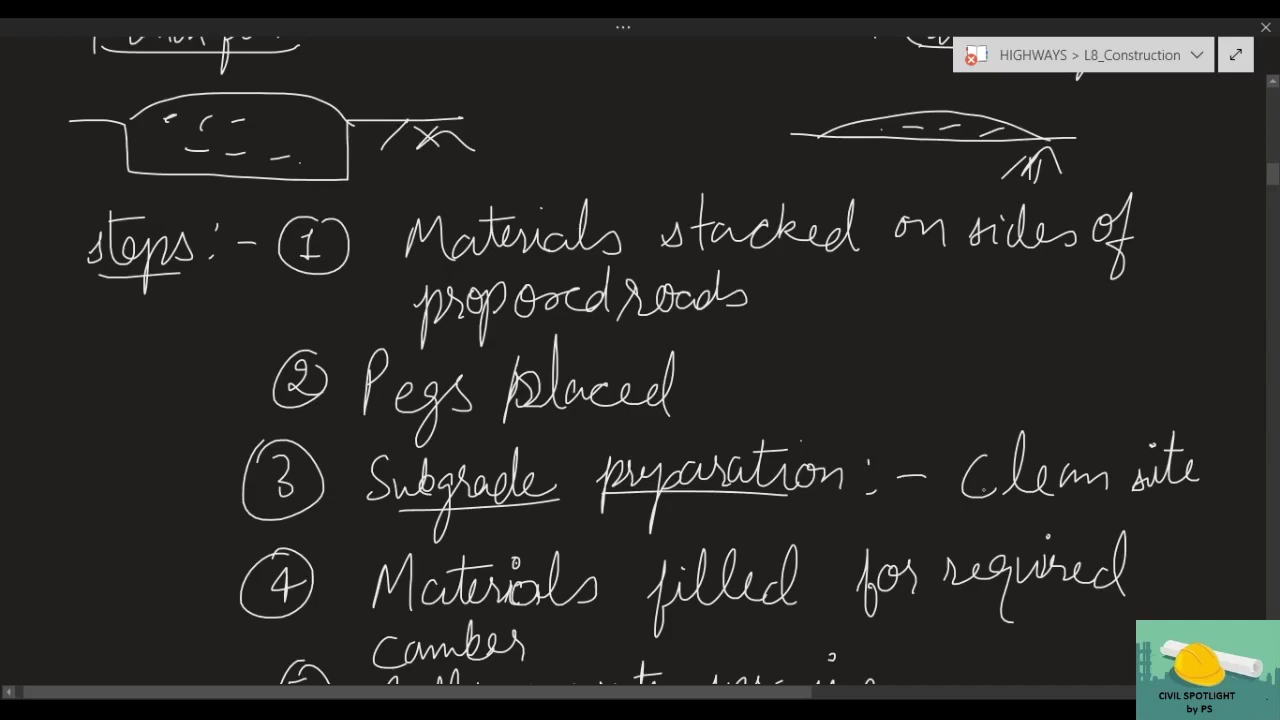 HIGHWAYS > L8_Construction
steps:- ① Materials stacked on sides of
proposed roads
② Pegs placed
③ Subgrade preparation:- Clean site
④ Materials filled for required
camber
CIVIL SPOTLIGHT
by PS